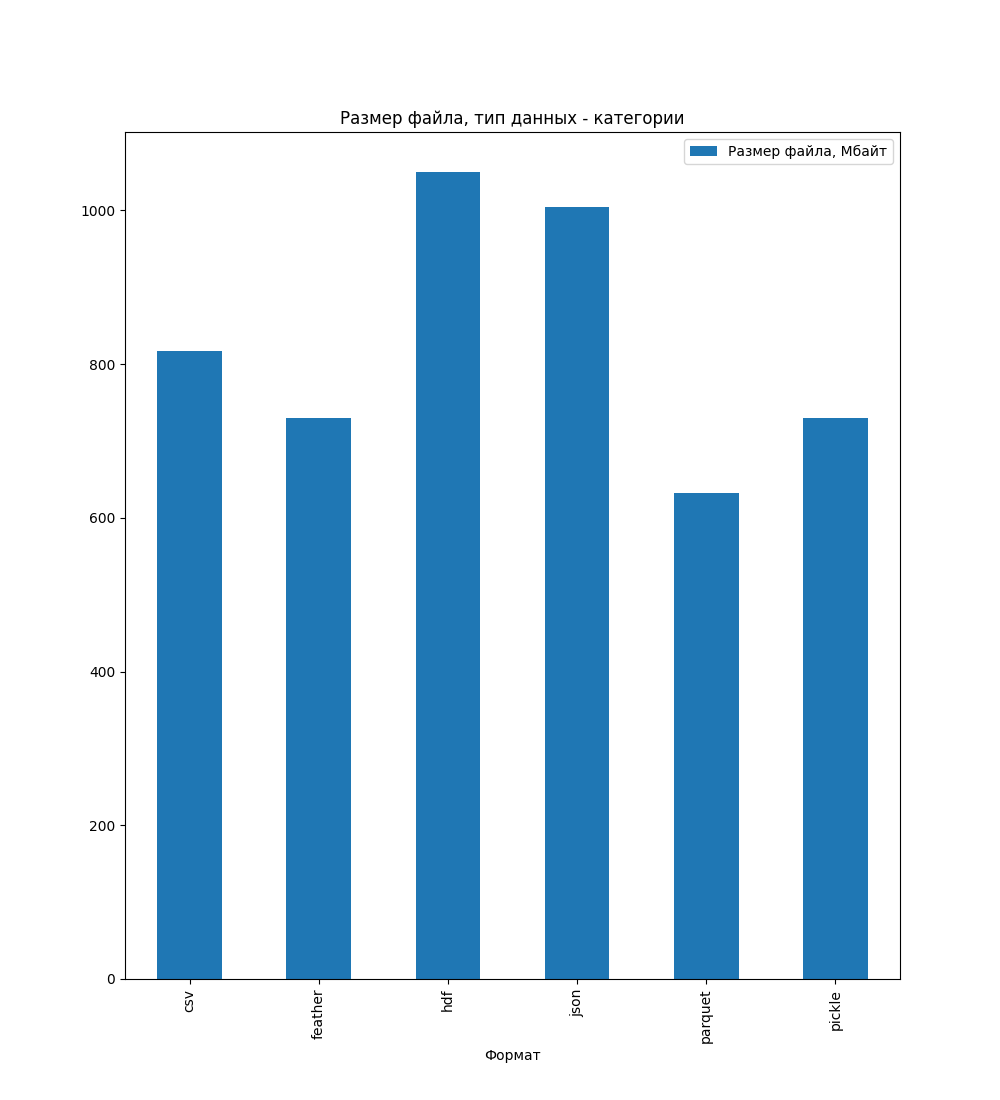 Размер файла, тип данных - категории
Размер файла, Мбайт
1000
800
600
400
200
0
csv
feather
hdf
json
parquet
pickle
Формат